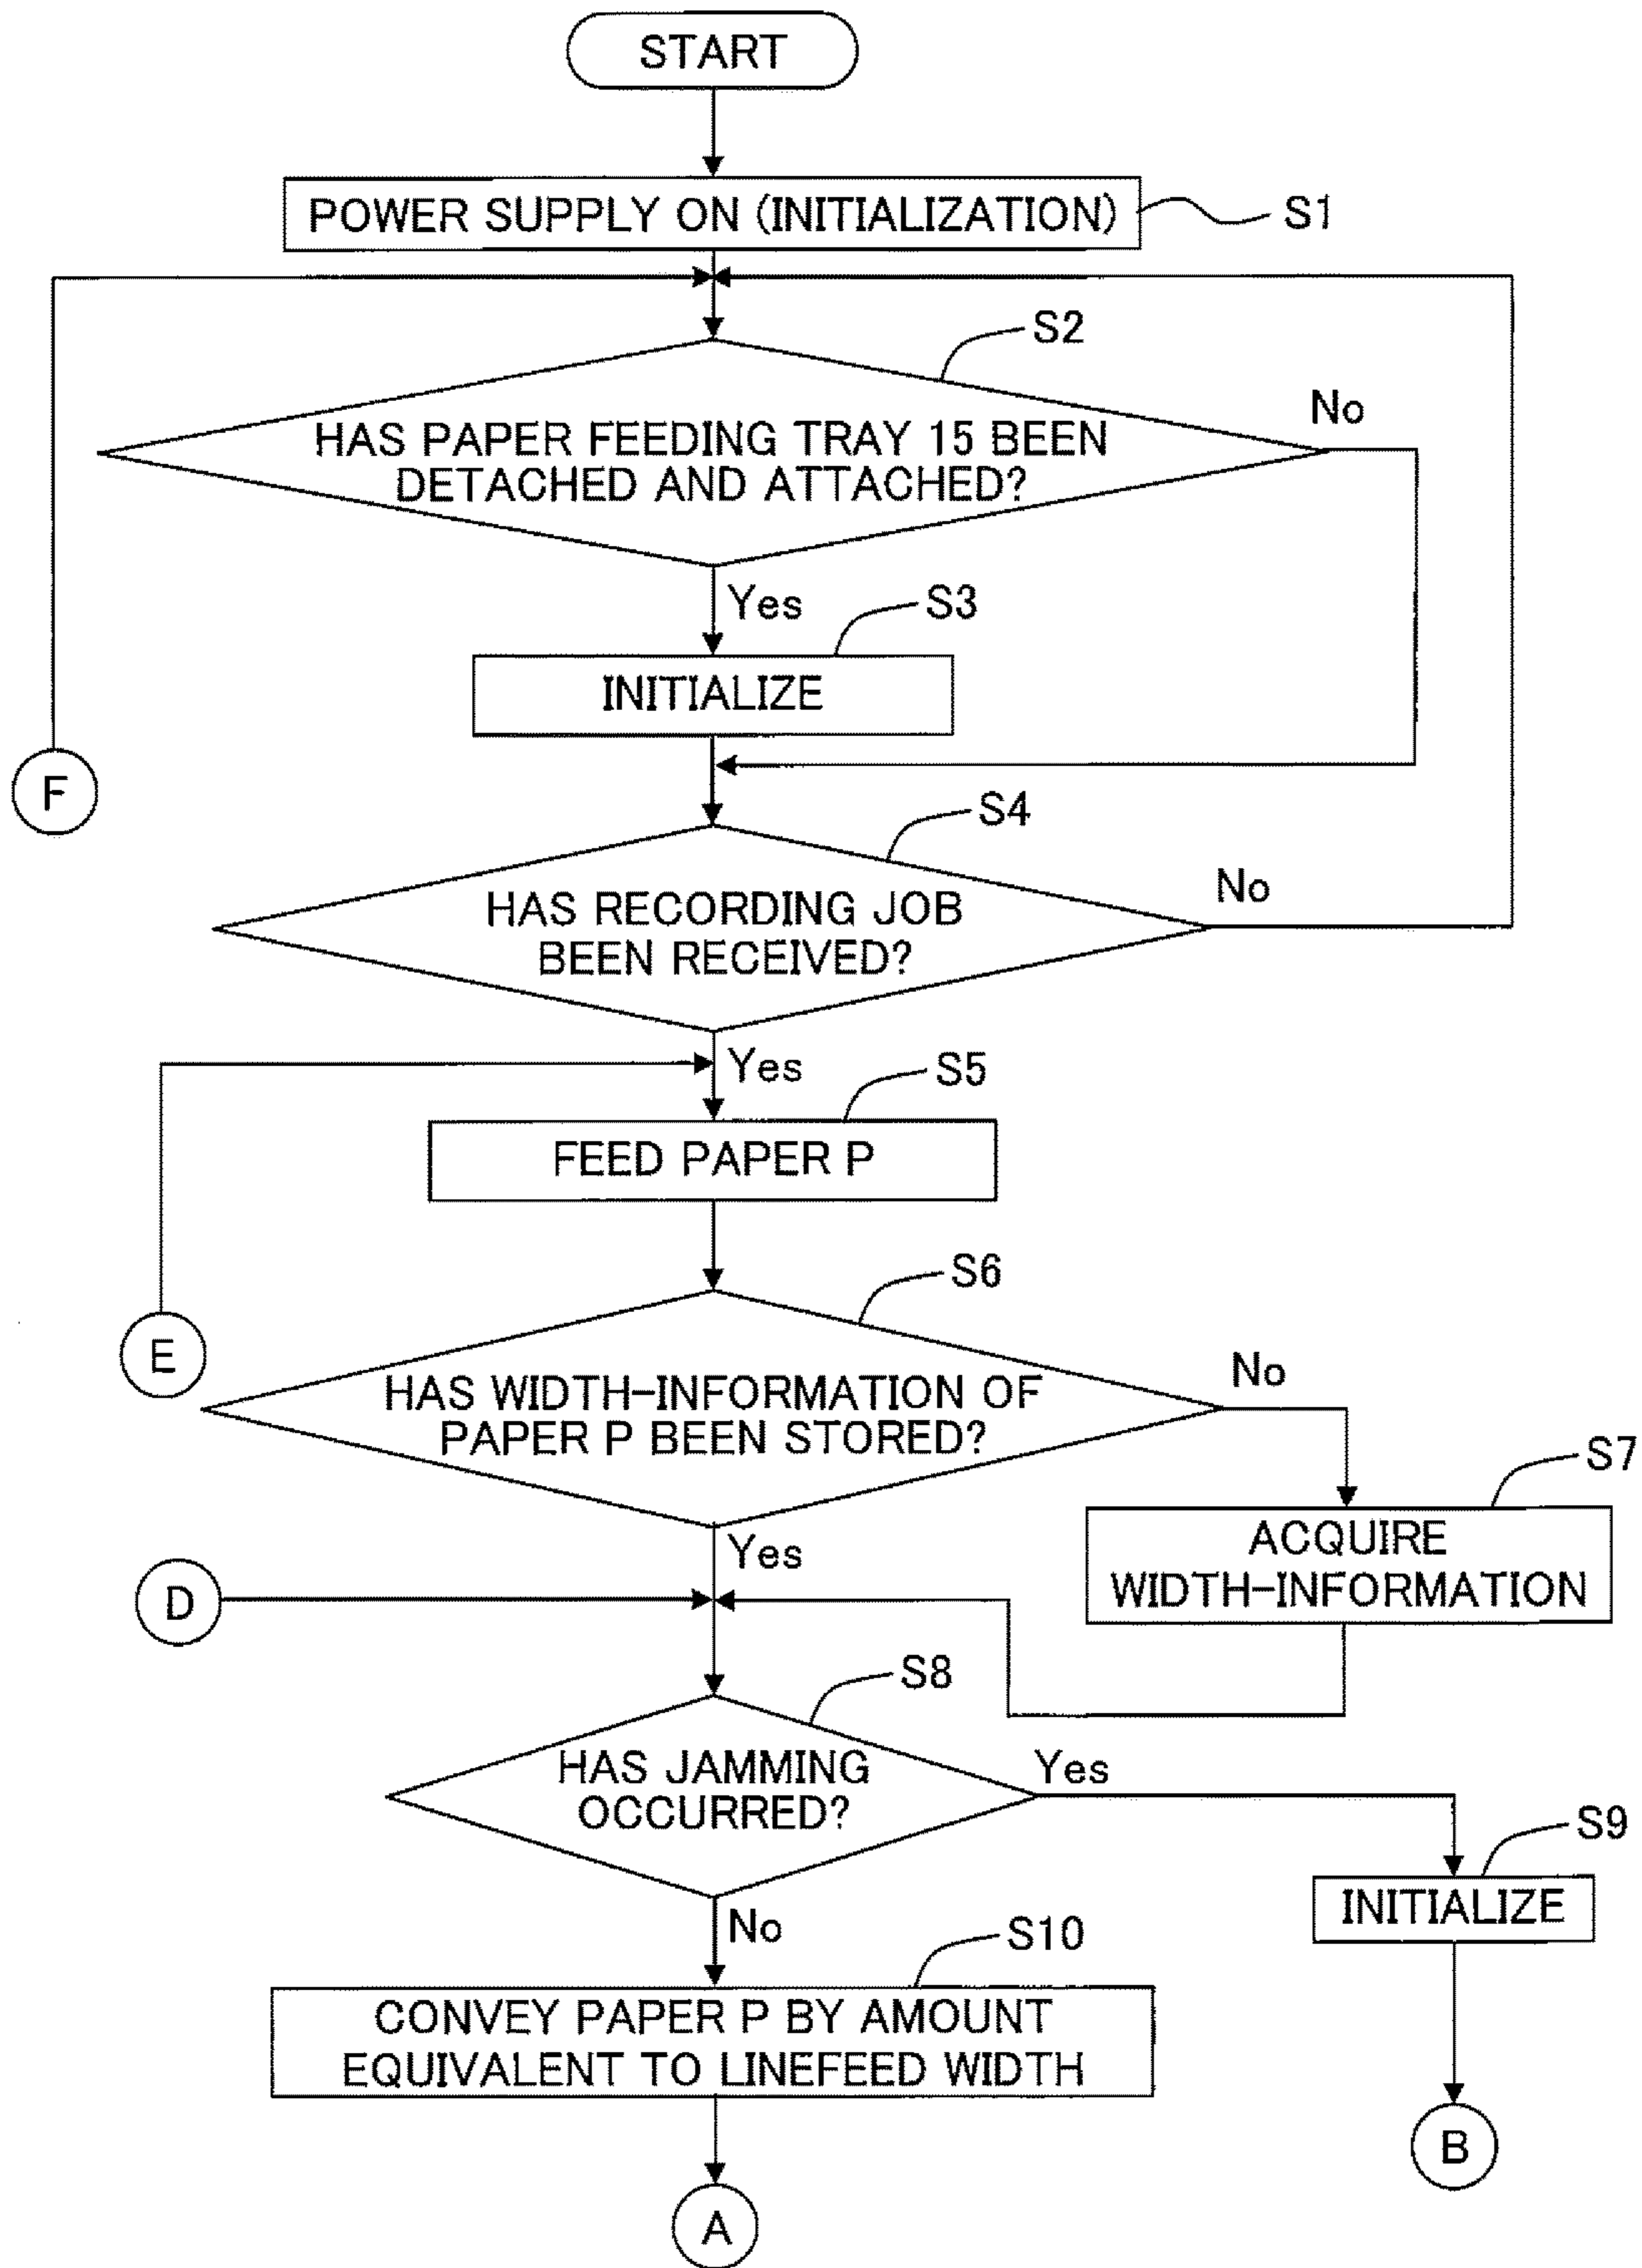 START
POWER SUPPLY ON (INITIALIZATION)
S1
S2
HAS PAPER FEEDING TRAY 15 BEEN
DETACHED AND ATTACHED?
No
Yes
S3
INITIALIZE
F
S4
HAS RECORDING JOB
BEEN RECEIVED?
No
Yes
S5
FEED PAPER P
S6
E
HAS WIDTH-INFORMATION OF
PAPER P BEEN STORED?
No
S7
ACQUIRE
WIDTH-INFORMATION
Yes
D
S8
HAS JAMMING
OCCURRED?
Yes
S9
INITIALIZE
No
S10
CONVEY PAPER P BY AMOUNT
EQUIVALENT TO LINEFEED WIDTH
B
A